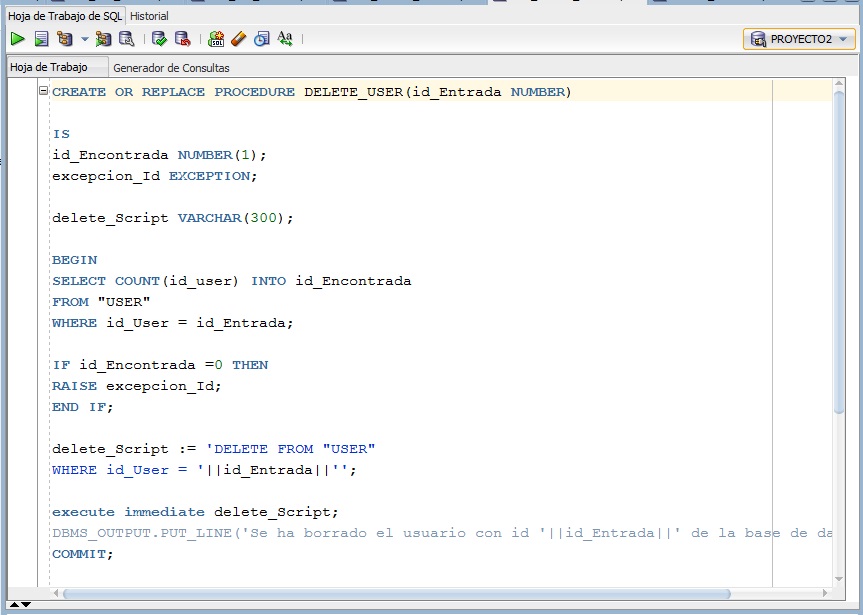 Hoja de Trabajo de SQL Historial
SQL Aa
PROYECTO2
Hoja de Trabajo Generador de Consultas
CREATE OR REPLACE PROCEDURE DELETE_USER(id_Entrada NUMBER)
IS
id_Encontrada NUMBER(1);
excepcion_Id EXCEPTION;
delete_Script VARCHAR(300);
BEGIN
SELECT COUNT(id_user) INTO id_Encontrada
FROM "USER"
WHERE id_User = id_Entrada;
IF id_Encontrada =0 THEN
RAISE excepcion_Id;
END IF;
delete_Script := 'DELETE FROM "USER"
WHERE id_User = '||id_Entrada||'';
execute immediate delete_Script;
DBMS_OUTPUT.PUT_LINE('Se ha borrado el usuario con id '||id_Entrada||' de la base de da
COMMIT;